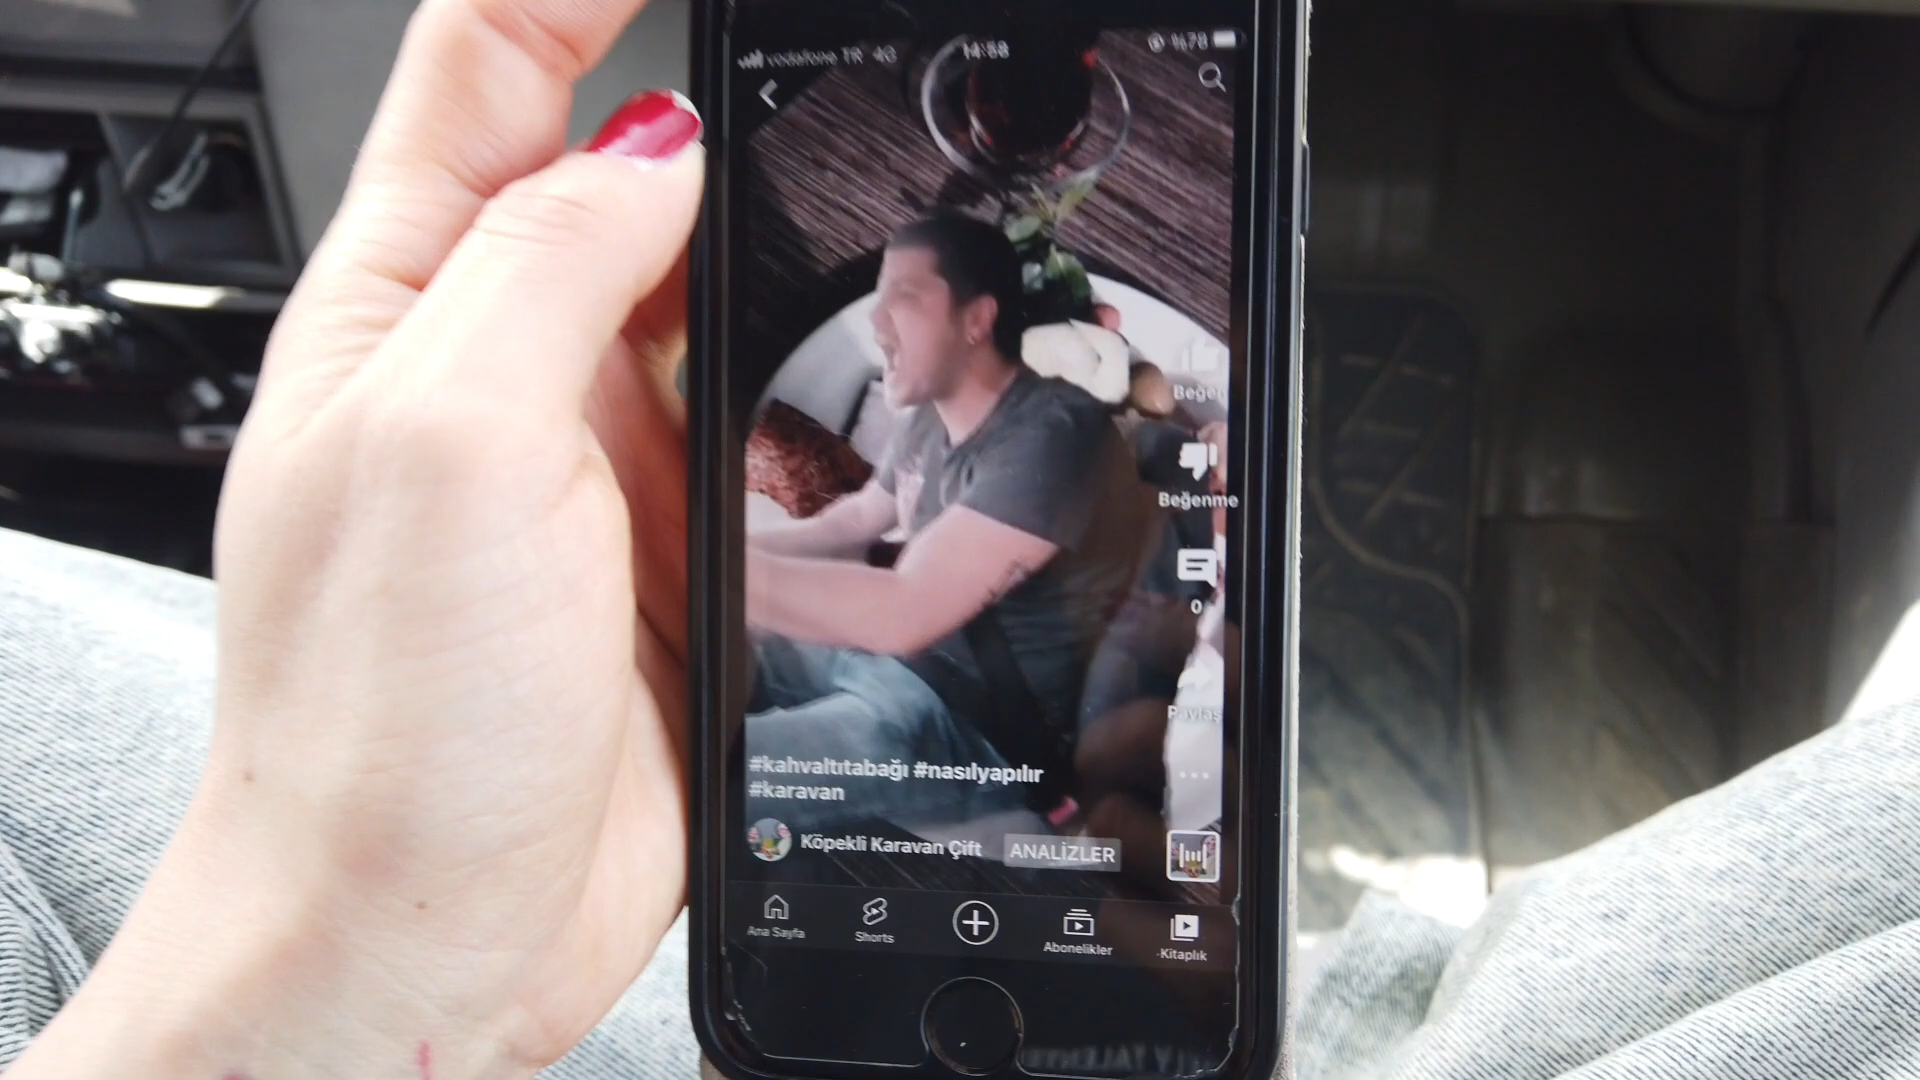 vodafone TR 4G 14:58 %78
Beğen
Beğenme
0
Paylaş
#kahvaltıtabağı #nasılyapılır
#karavan
Köpekli Karavan Çift ANALİZLER
Ana Sayfa Shorts Abonelikler Kitaplık